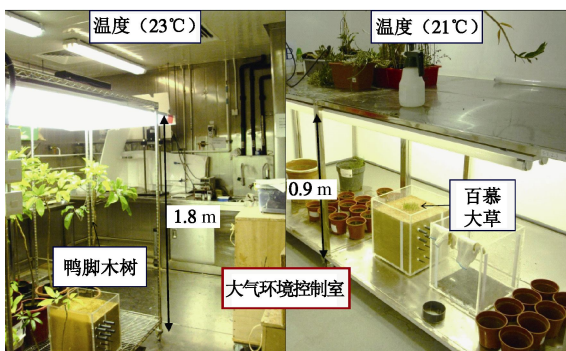 温度（23℃）
温度（21℃）
1.8 m
0.9 m
百慕
大草
鸭脚木树
大气环境控制室